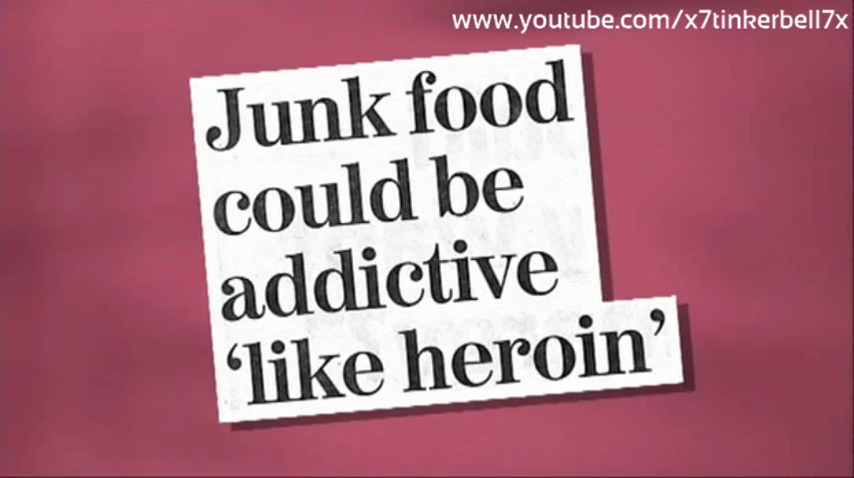 www.youtube.com/x7tinkerbell7x
Junk food
could be
addictive
‘like heroin’